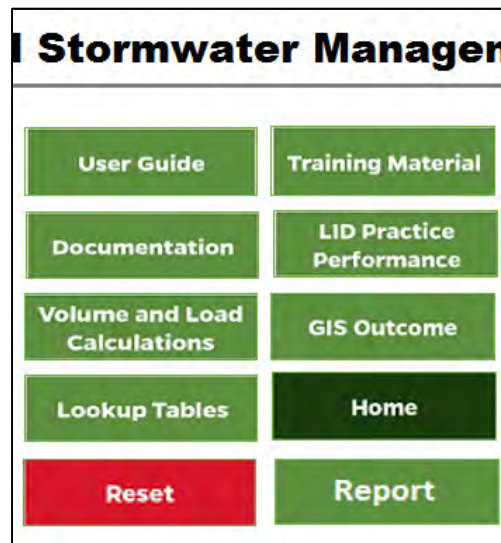 l Stormwater Managem
User Guide
Training Material
Documentation
LID Practice
Performance
Volume and Load
Calculations
GIS Outcome
Lookup Tables
Home
Reset
Report